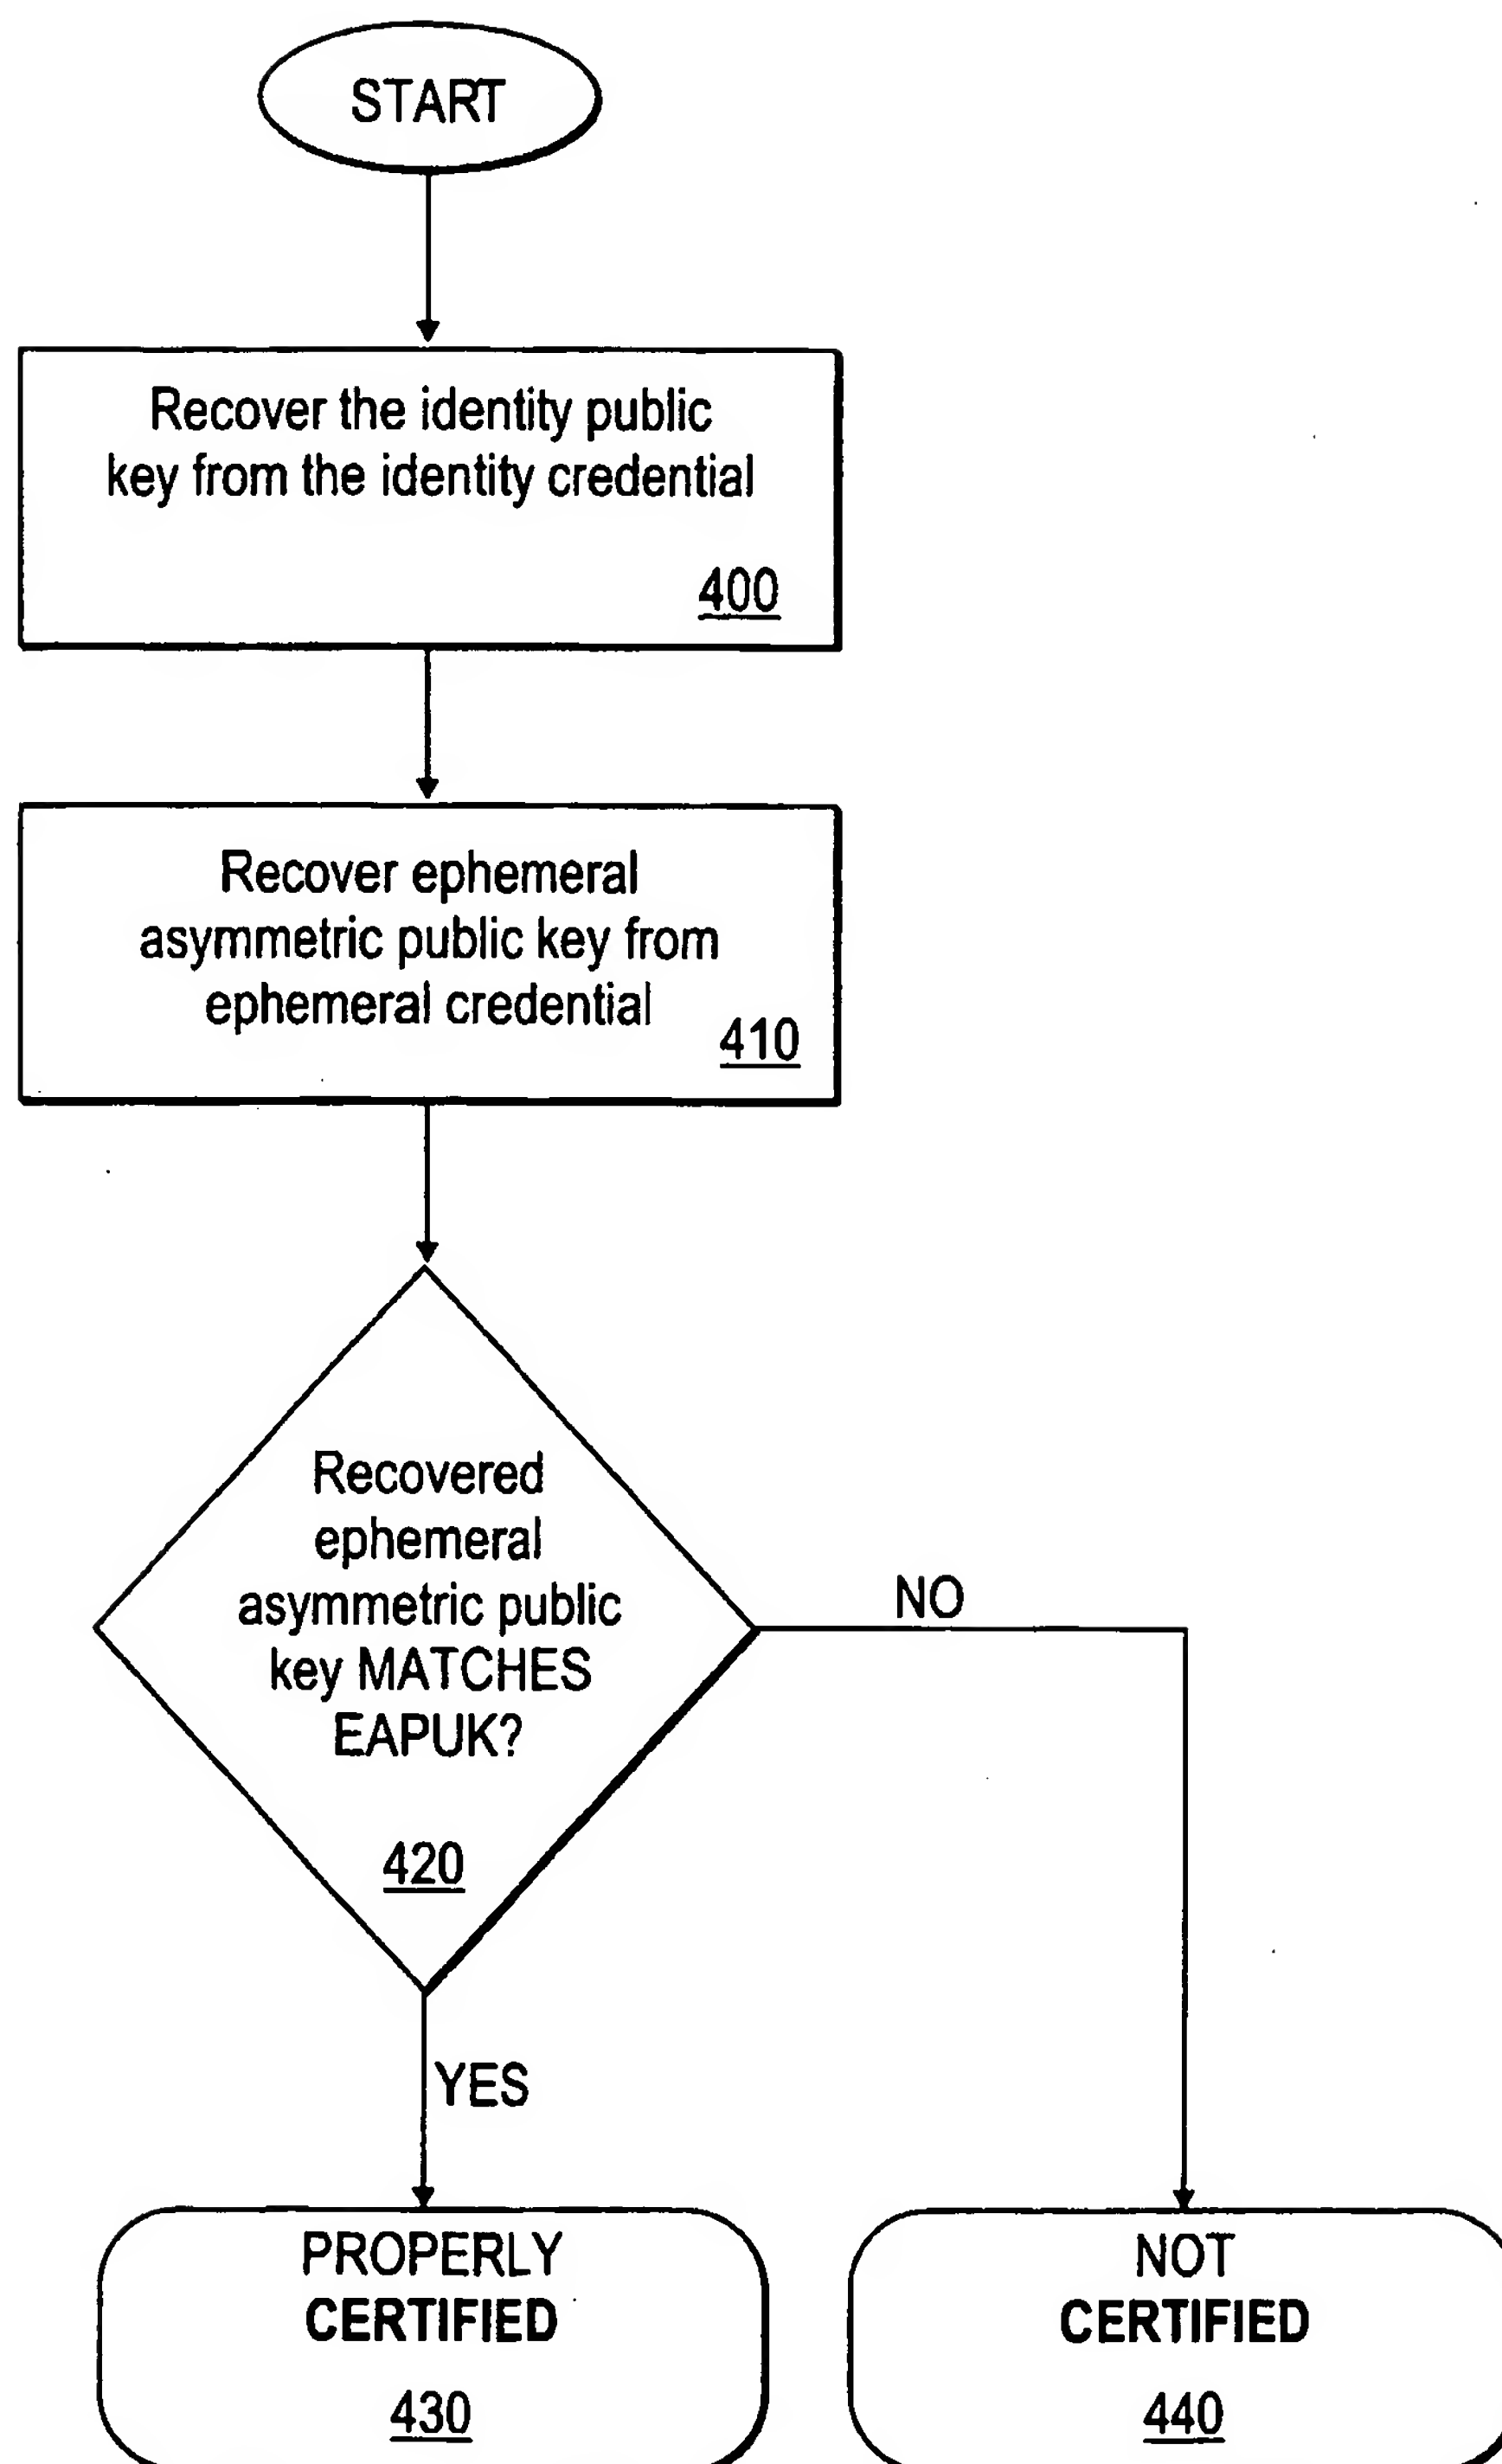 START
Recover the identity public
key from the identity credential
400
Recover ephemeral
asymmetric public key from
ephemeral credential
410
Recovered
ephemeral
asymmetric public
key MATCHES
EAPUK?
420
NO
YES
PROPERLY
CERTIFIED
430
NOT
CERTIFIED
440